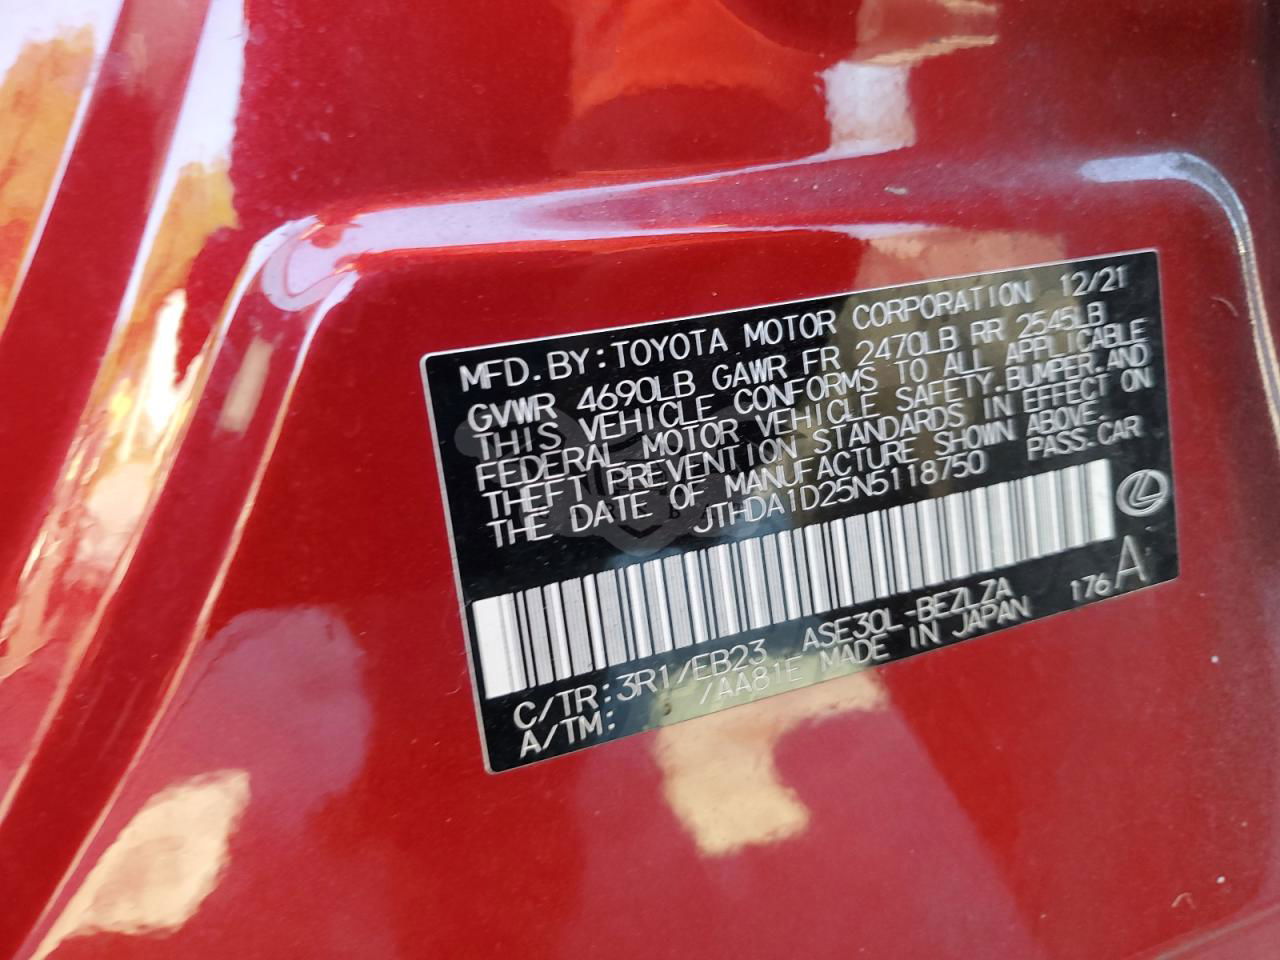 MFD. BY: TOYOTA MOTOR CORPORATION 12/21
GVWR 4690LB GAWR FR 2470LB RR 2545LB
THIS VEHICLE CONFORMS TO ALL APPLICABLE
FEDERAL MOTOR VEHICLE SAFETY.BUMPER.AND
THEFT PREVENTION STANDARDS IN EFFECT ON
THE DATE OF MANUFACTURE SHOWN ABOVE.
JTHDA1D25N5118750 PASS.CAR
C/TR:3R1/EB23 ASE30L-BEZLZA 176A
A/TM: /AA81E MADE IN JAPAN